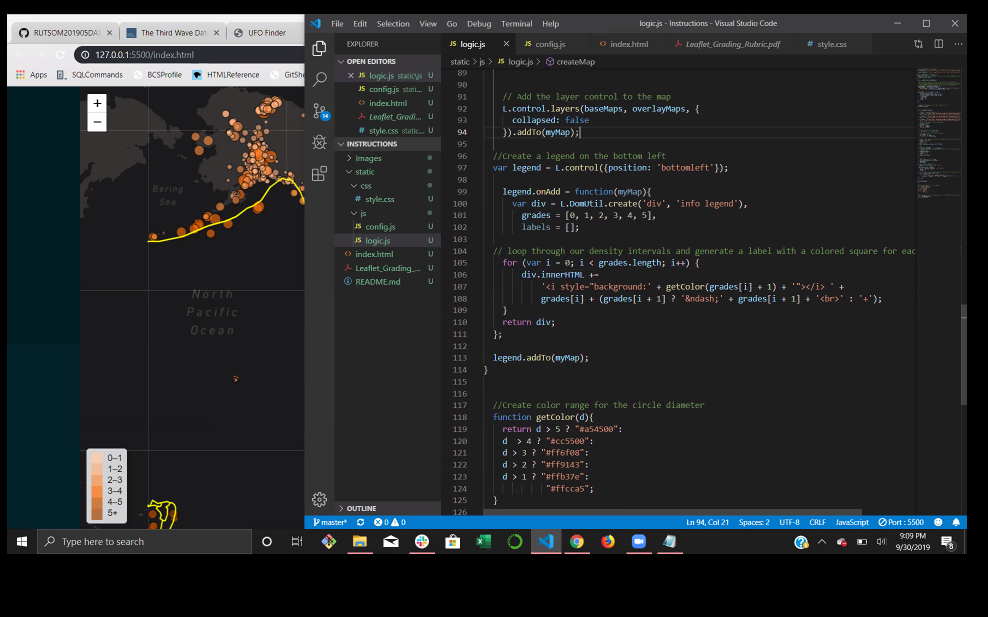 RUTSOM201905DA
The Third Wave Da
UFO Finder
127.0.0.1:5500/index.html
Apps
SQLCommands
BCSProfile
HTMLReference
GitSh
+
−
Bering
Sea
North
Pacific
Ocean
0–1
1–2
2–3
3–4
4–5
5+
File Edit Selection View Go Debug Terminal Help
logic.js - Instructions - Visual Studio Code
EXPLORER
OPEN EDITORS
logic.js static\js U
config.js static... U
index.html U
Leaflet_Gradi... U
style.css static... U
INSTRUCTIONS
Images
static
css
style.css U
js
config.js U
logic.js U
index.html U
Leaflet_Grading_... U
README.md U
OUTLINE
14
logic.js
config.js
index.html
Leaflet_Grading_Rubric.pdf
style.css
static > js > logic.js > createMap
89
90
91 // Add the layer control to the map
92 L.control.layers(baseMaps, overlayMaps, {
93 collapsed: false
94 }).addTo(myMap);
95
96 //Create a legend on the bottom left
97 var legend = L.control({position: 'bottomleft'});
98
99 legend.onAdd = function(myMap){
100 var div = L.DomUtil.create('div', 'info legend'),
101 grades = [0, 1, 2, 3, 4, 5],
102 labels = [];
103
104 // loop through our density intervals and generate a label with a colored square for each
105 for (var i = 0; i < grades.length; i++) {
106 div.innerHTML +=
107 '<i style="background:' + getColor(grades[i] + 1) + '"></i> ' +
108 grades[i] + (grades[i + 1] ? '&ndash;' + grades[i + 1] + '<br>' : '+');
109 }
110 return div;
111 };
112
113 legend.addTo(myMap);
114 }
115
116
117 //Create color range for the circle diameter
118 function getColor(d){
119 return d > 5 ? "#a54500":
120 d > 4 ? "#cc5500":
121 d > 3 ? "#ff6f08":
122 d > 2 ? "#ff9143":
123 d > 1 ? "#ffb37e":
124 "#ffcca5";
125 }
126
master*
0
0
Ln 94, Col 21
Spaces: 2
UTF-8
CRLF
JavaScript
Port : 5500
Type here to search
9:09 PM
9/30/2019
8